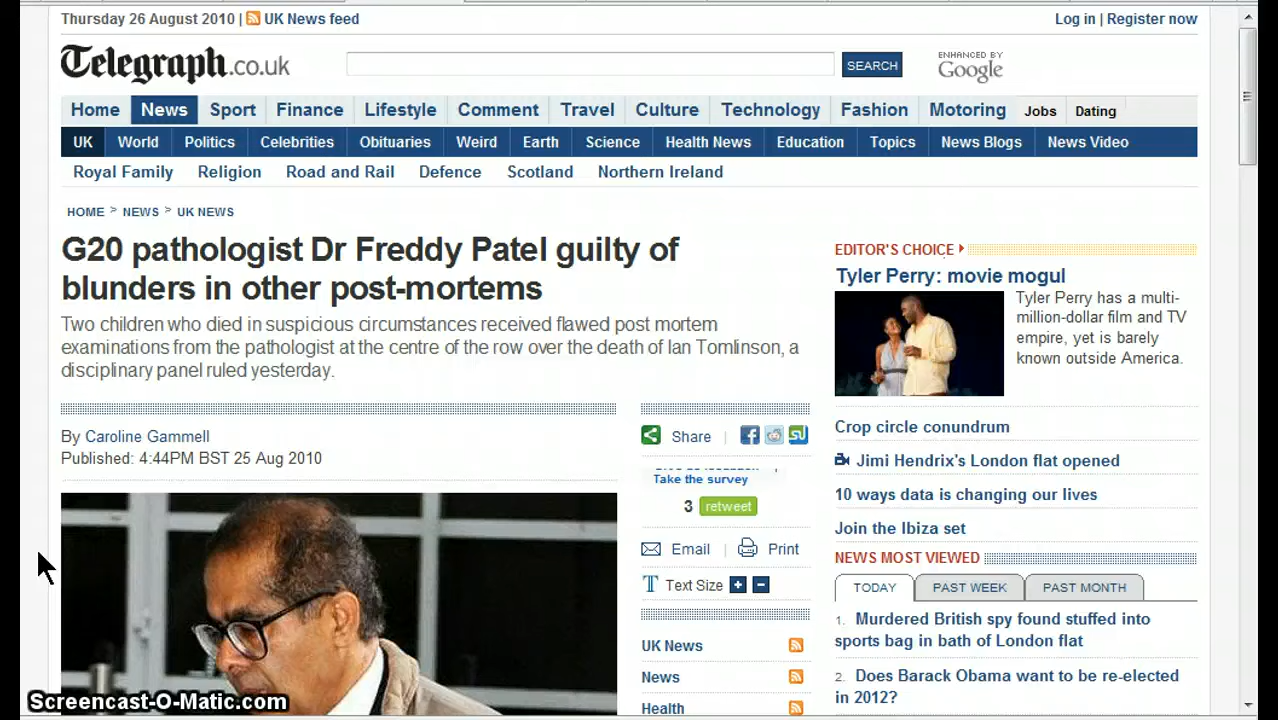 Thursday 26 August 2010 | UK News feed
Log in | Register now
Telegraph.co.uk
SEARCH
ENHANCED BY
Google
Home News Sport Finance Lifestyle Comment Travel Culture Technology Fashion Motoring Jobs Dating
UK World Politics Celebrities Obituaries Weird Earth Science Health News Education Topics News Blogs News Video
Royal Family Religion Road and Rail Defence Scotland Northern Ireland
HOME > NEWS > UK NEWS
G20 pathologist Dr Freddy Patel guilty of
blunders in other post-mortems
Two children who died in suspicious circumstances received flawed post mortem
examinations from the pathologist at the centre of the row over the death of Ian Tomlinson, a
disciplinary panel ruled yesterday.
By Caroline Gammell
Published: 4:44PM BST 25 Aug 2010
Share |
Take the survey
3 retweet
Email | Print
Text Size + −
UK News
News
Health
EDITOR'S CHOICE
Tyler Perry: movie mogul
Tyler Perry has a multi-
million-dollar film and TV
empire, yet is barely
known outside America.
Crop circle conundrum
Jimi Hendrix's London flat opened
10 ways data is changing our lives
Join the Ibiza set
NEWS MOST VIEWED
TODAY PAST WEEK PAST MONTH
1. Murdered British spy found stuffed into
sports bag in bath of London flat
2. Does Barack Obama want to be re-elected
in 2012?
Screencast-O-Matic.com